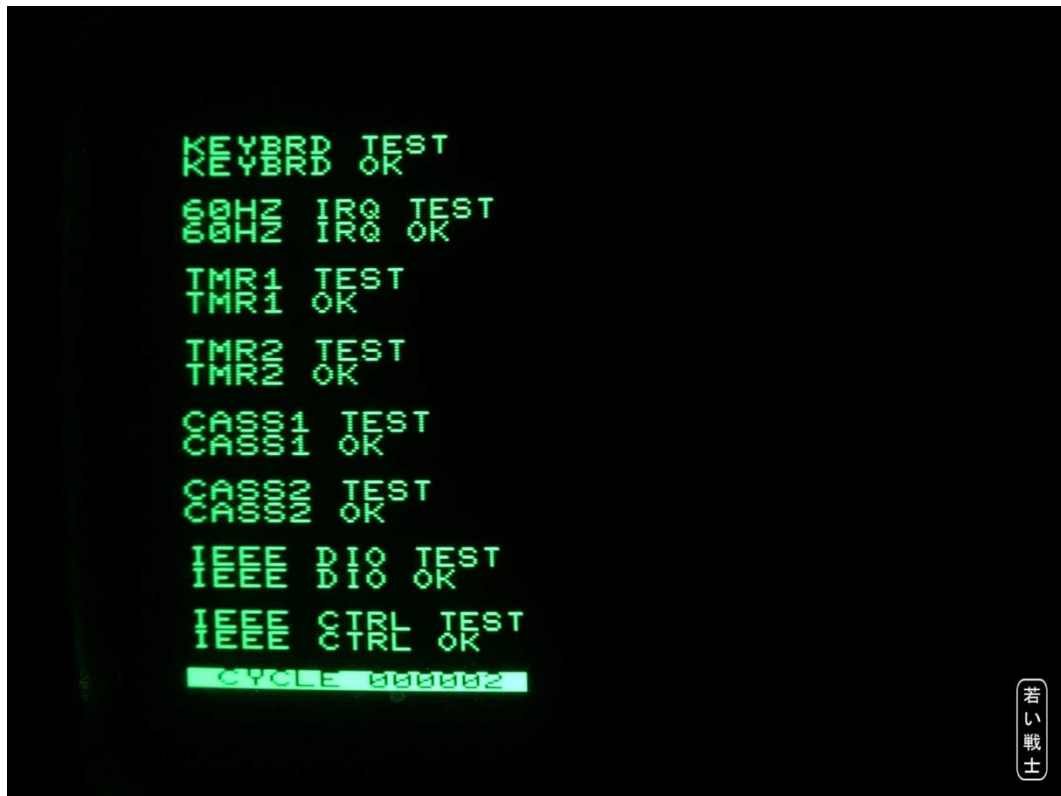 KEYBRD TEST
KEYBRD OK
60HZ IRQ TEST
60HZ IRQ OK
TMR1 TEST
TMR1 OK
TMR2 TEST
TMR2 OK
CASS1 TEST
CASS1 OK
CASS2 TEST
CASS2 OK
IEEE DIO TEST
IEEE DIO OK
IEEE CTRL TEST
IEEE CTRL OK
CYCLE 000002
若い戦士